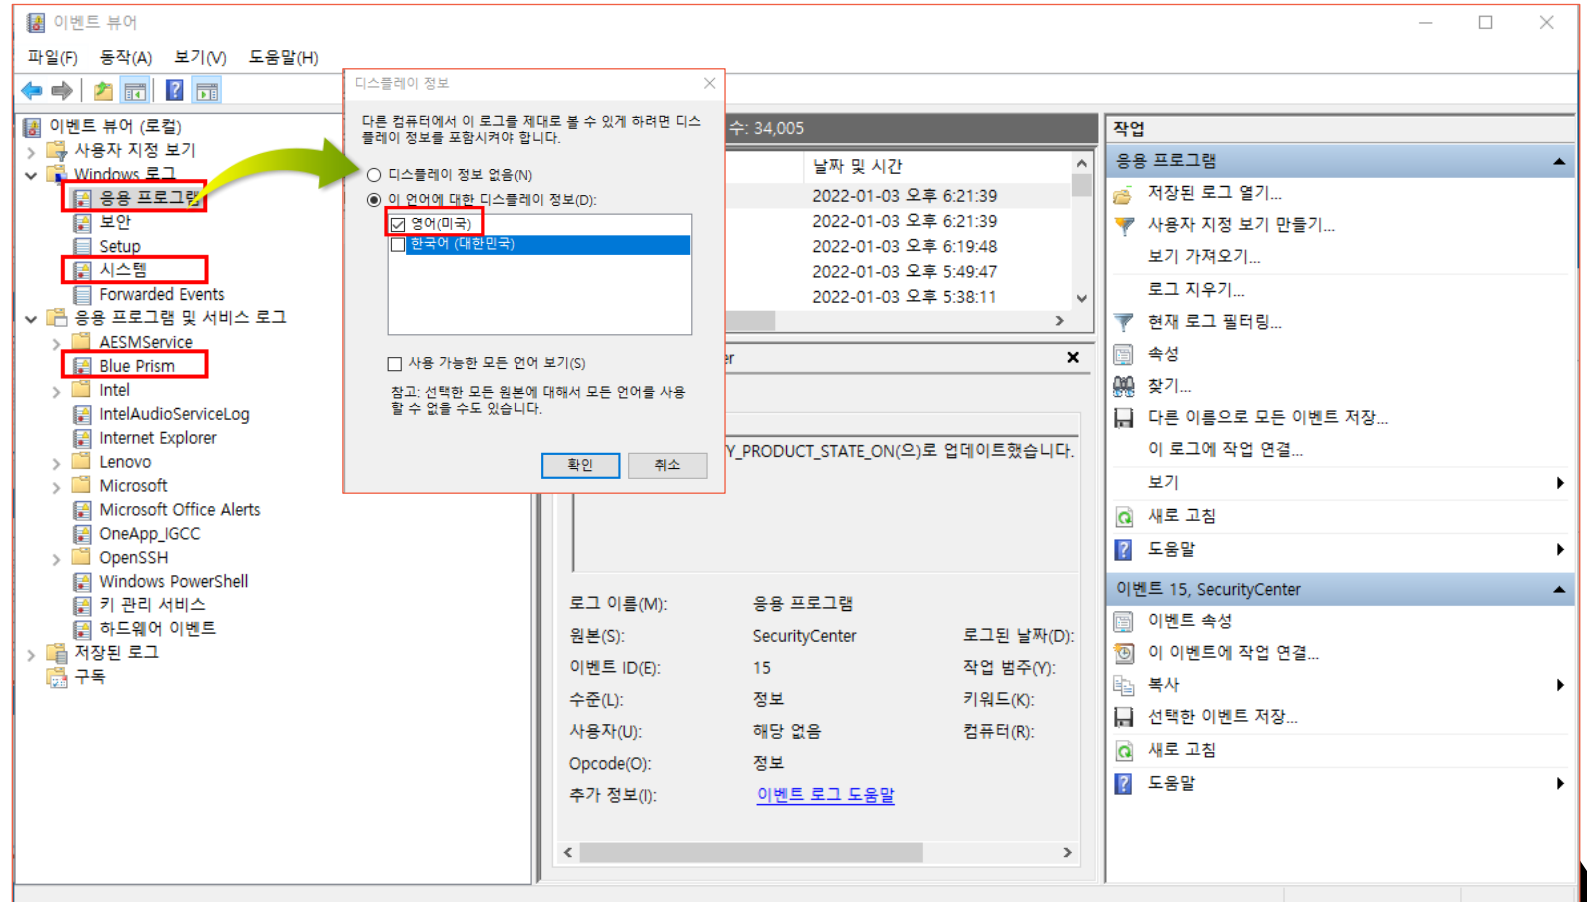 이벤트 뷰어
파일(F) 동작(A) 보기(V) 도움말(H)
이벤트 뷰어 (로컬)
사용자 지정 보기
Windows 로그
응용 프로그램
보안
Setup
시스템
Forwarded Events
응용 프로그램 및 서비스 로그
AESMService
Blue Prism
Intel
IntelAudioServiceLog
Internet Explorer
Lenovo
Microsoft
Microsoft Office Alerts
OneApp_IGCC
OpenSSH
Windows PowerShell
키 관리 서비스
하드웨어 이벤트
저장된 로그
구독
디스플레이 정보
다른 컴퓨터에서 이 로그를 제대로 볼 수 있게 하려면 디스
플레이 정보를 포함시켜야 합니다.
디스플레이 정보 없음(N)
이 언어에 대한 디스플레이 정보(D):
영어(미국)
한국어 (대한민국)
사용 가능한 모든 언어 보기(S)
참고: 선택한 모든 원본에 대해서 모든 언어를 사용
할 수 없을 수도 있습니다.
확인 취소
수: 34,005
날짜 및 시간
2022-01-03 오후 6:21:39
2022-01-03 오후 6:21:39
2022-01-03 오후 6:19:48
2022-01-03 오후 5:49:47
2022-01-03 오후 5:38:11
er
Y_PRODUCT_STATE_ON(으)로 업데이트했습니다.
로그 이름(M): 응용 프로그램
원본(S): SecurityCenter 로그된 날짜(D):
이벤트 ID(E): 15 작업 범주(Y):
수준(L): 정보 키워드(K):
사용자(U): 해당 없음 컴퓨터(R):
Opcode(O): 정보
추가 정보(I): 이벤트 로그 도움말
작업
응용 프로그램
저장된 로그 열기...
사용자 지정 보기 만들기...
보기 가져오기...
로그 지우기...
현재 로그 필터링...
속성
찾기...
다른 이름으로 모든 이벤트 저장...
이 로그에 작업 연결...
보기
새로 고침
도움말
이벤트 15, SecurityCenter
이벤트 속성
이 이벤트에 작업 연결...
복사
선택한 이벤트 저장...
새로 고침
도움말